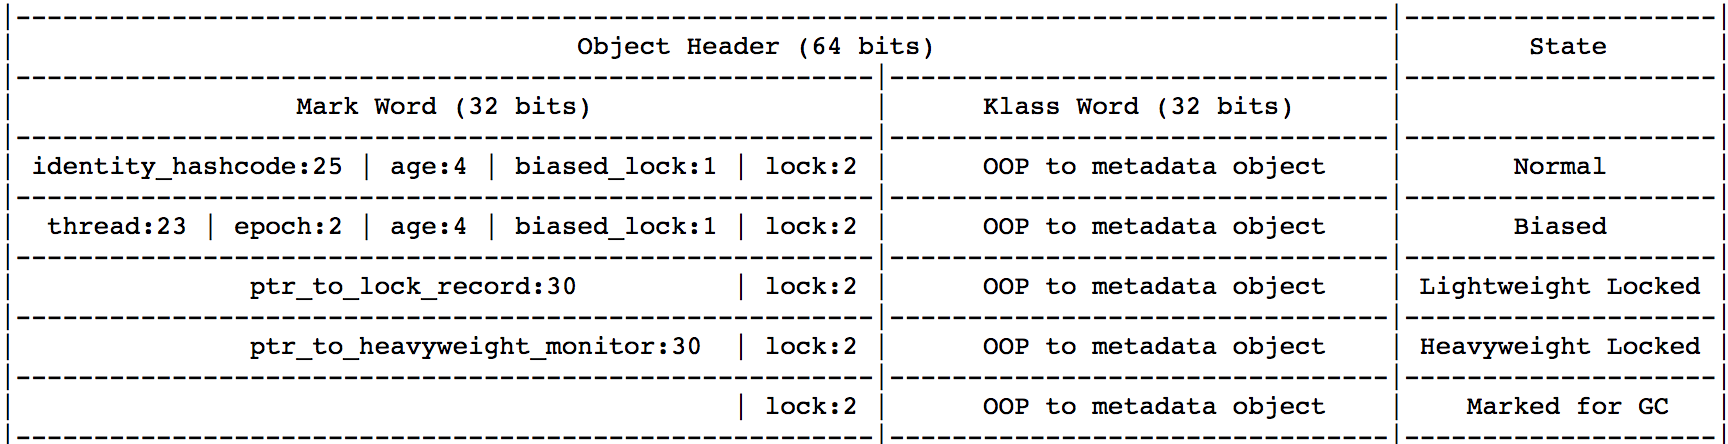 |----------------------------------------------------------------------------------------|--------------------|
|                                    Object Header (64 bits)                             |       State        |
|-------------------------------------------------------|--------------------------------|--------------------|
|                  Mark Word (32 bits)                  |      Klass Word (32 bits)      |                    |
|-------------------------------------------------------|--------------------------------|--------------------|
| identity_hashcode:25 | age:4 | biased_lock:1 | lock:2 |      OOP to metadata object    |       Normal       |
|-------------------------------------------------------|--------------------------------|--------------------|
|  thread:23 | epoch:2 | age:4 | biased_lock:1 | lock:2 |      OOP to metadata object    |       Biased       |
|-------------------------------------------------------|--------------------------------|--------------------|
|               ptr_to_lock_record:30          | lock:2 |      OOP to metadata object    | Lightweight Locked |
|-------------------------------------------------------|--------------------------------|--------------------|
|               ptr_to_heavyweight_monitor:30  | lock:2 |      OOP to metadata object    | Heavyweight Locked |
|-------------------------------------------------------|--------------------------------|--------------------|
|                                              | lock:2 |      OOP to metadata object    |    Marked for GC   |
|-------------------------------------------------------|--------------------------------|--------------------|